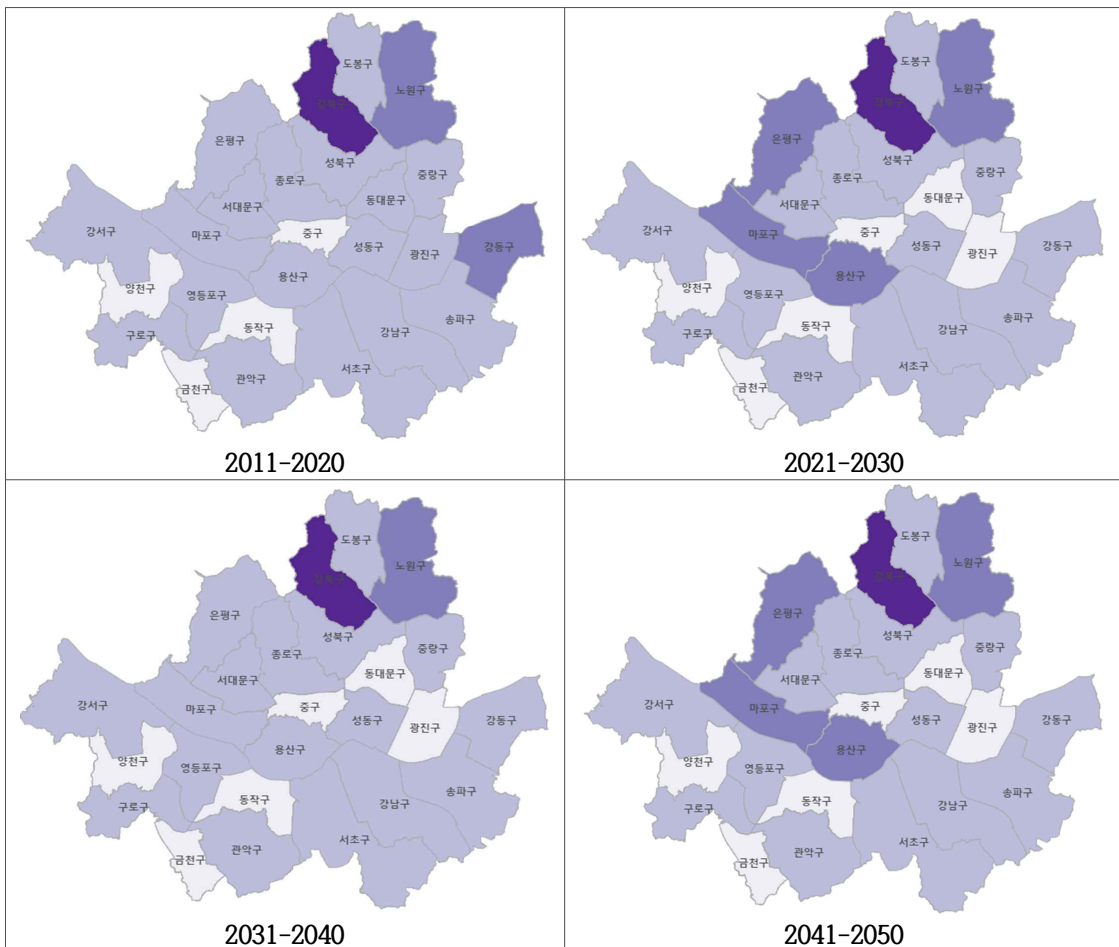 도봉구
노원구
강북구
은평구
성북구
중랑구
종로구
동대문구
서대문구
강서구
마포구
중구
성동구
광진구
강동구
용산구
양천구
영등포구
송파구
동작구
강남구
구로구
서초구
관악구
금천구
2011-2020
도봉구
노원구
강북구
은평구
성북구
중랑구
종로구
동대문구
서대문구
강서구
마포구
중구
성동구
광진구
강동구
용산구
양천구
영등포구
송파구
동작구
강남구
구로구
서초구
관악구
금천구
2021-2030
도봉구
노원구
강북구
은평구
성북구
중랑구
종로구
동대문구
서대문구
강서구
마포구
중구
성동구
광진구
강동구
용산구
양천구
영등포구
송파구
동작구
강남구
구로구
서초구
관악구
금천구
2031-2040
도봉구
노원구
강북구
은평구
성북구
중랑구
종로구
동대문구
서대문구
강서구
마포구
중구
성동구
광진구
강동구
용산구
양천구
영등포구
송파구
동작구
강남구
구로구
서초구
관악구
금천구
2041-2050